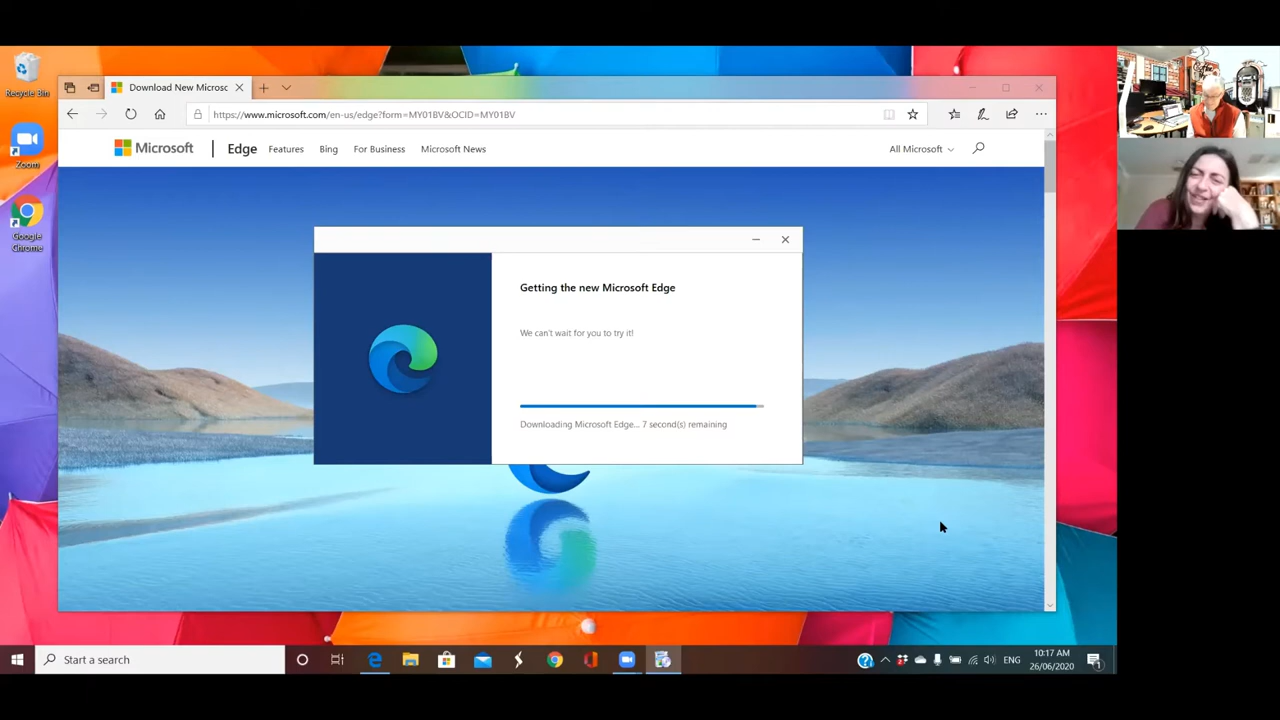 Recycle Bin
Zoom
Google
Chrome
Download New Microsc
https://www.microsoft.com/en-us/edge?form=MY01BV&OCID=MY01BV
Microsoft
Edge
Features
Bing
For Business
Microsoft News
All Microsoft
Getting the new Microsoft Edge
We can't wait for you to try it!
Downloading Microsoft Edge... 7 second(s) remaining
Start a search
ENG
10:17 AM
26/06/2020
1